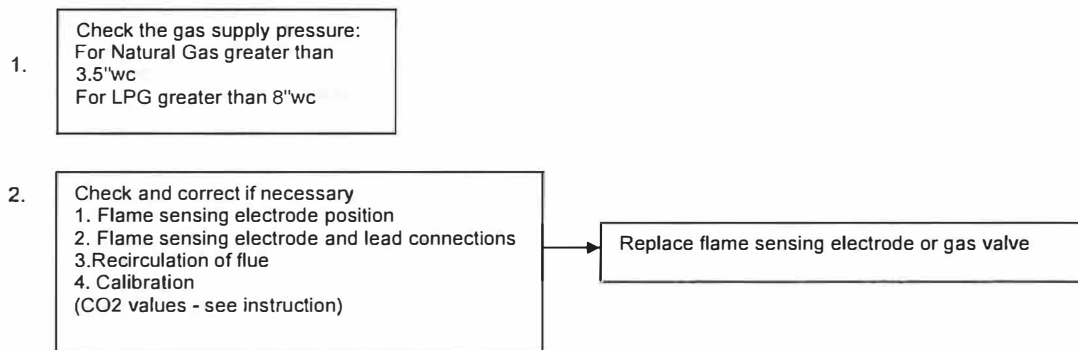 1.
Check the gas supply pressure:
For Natural Gas greater than
3.5"wc
For LPG greater than 8"wc
2.
Check and correct if necessary
1. Flame sensing electrode position
2. Flame sensing electrode and lead connections
3.Recirculation of flue
4. Calibration
(CO2 values - see instruction)
Replace flame sensing electrode or gas valve